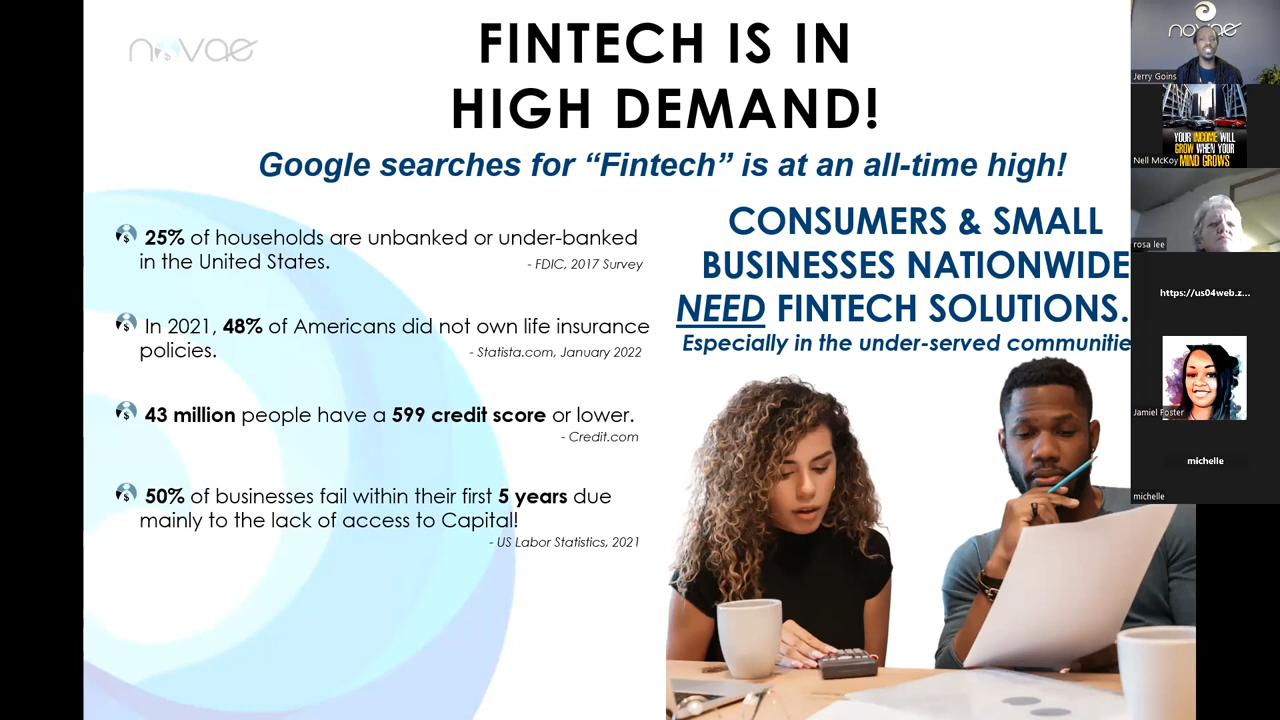 novae
FINTECH IS IN
HIGH DEMAND!
Google searches for “Fintech” is at an all-time high!
25% of households are unbanked or under-banked
in the United States.
- FDIC, 2017 Survey
In 2021, 48% of Americans did not own life insurance
policies.
- Statista.com, January 2022
43 million people have a 599 credit score or lower.
- Credit.com
50% of businesses fail within their first 5 years due
mainly to the lack of access to Capital!
- US Labor Statistics, 2021
CONSUMERS & SMALL
BUSINESSES NATIONWIDE
NEED FINTECH SOLUTIONS.
Especially in the under-served communitie
novae
Jerry Goins
YOUR INCOME WILL
GROW WHEN YOUR
MIND GROWS
Nell McKoy
rosa lee
https://us04web.z...
Jamiel Foster
michelle
michelle